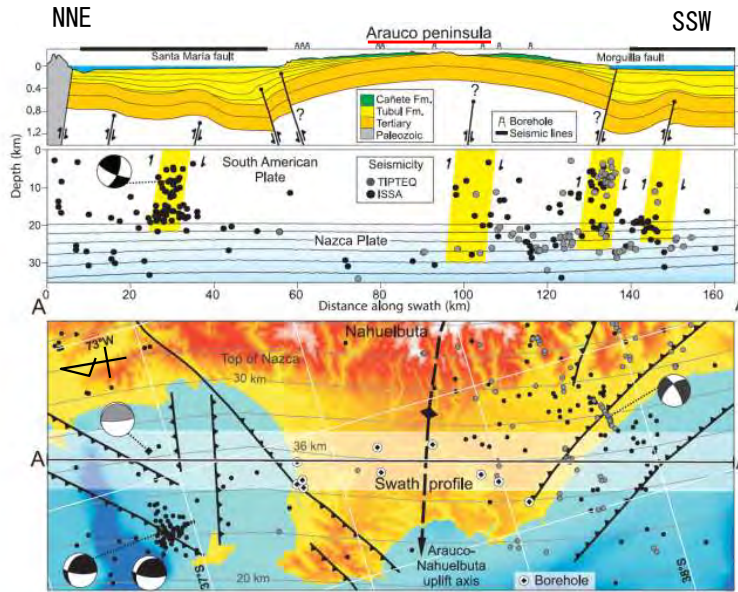 NNE
SSW
Arauco peninsula
Santa María fault
Morguilla fault
0
0.4
0.8
1.2
?
?
?
Cañete Fm.
Tubul Fm.
Tertiary
Paleozoic
Borehole
Seismic lines
Depth (km)
0
10
20
30
South American
Plate
Seismicity
TIPTEQ
ISSA
Nazca Plate
A
0
20
40
60
80
100
120
140
160
Distance along swath (km)
73°W
Nahuelbuta
Top of Nazca
30 km
36 km
A
Swath profile
37°S
20 km
Arauco-
Nahuelbuta
uplift axis
Borehole
38°S